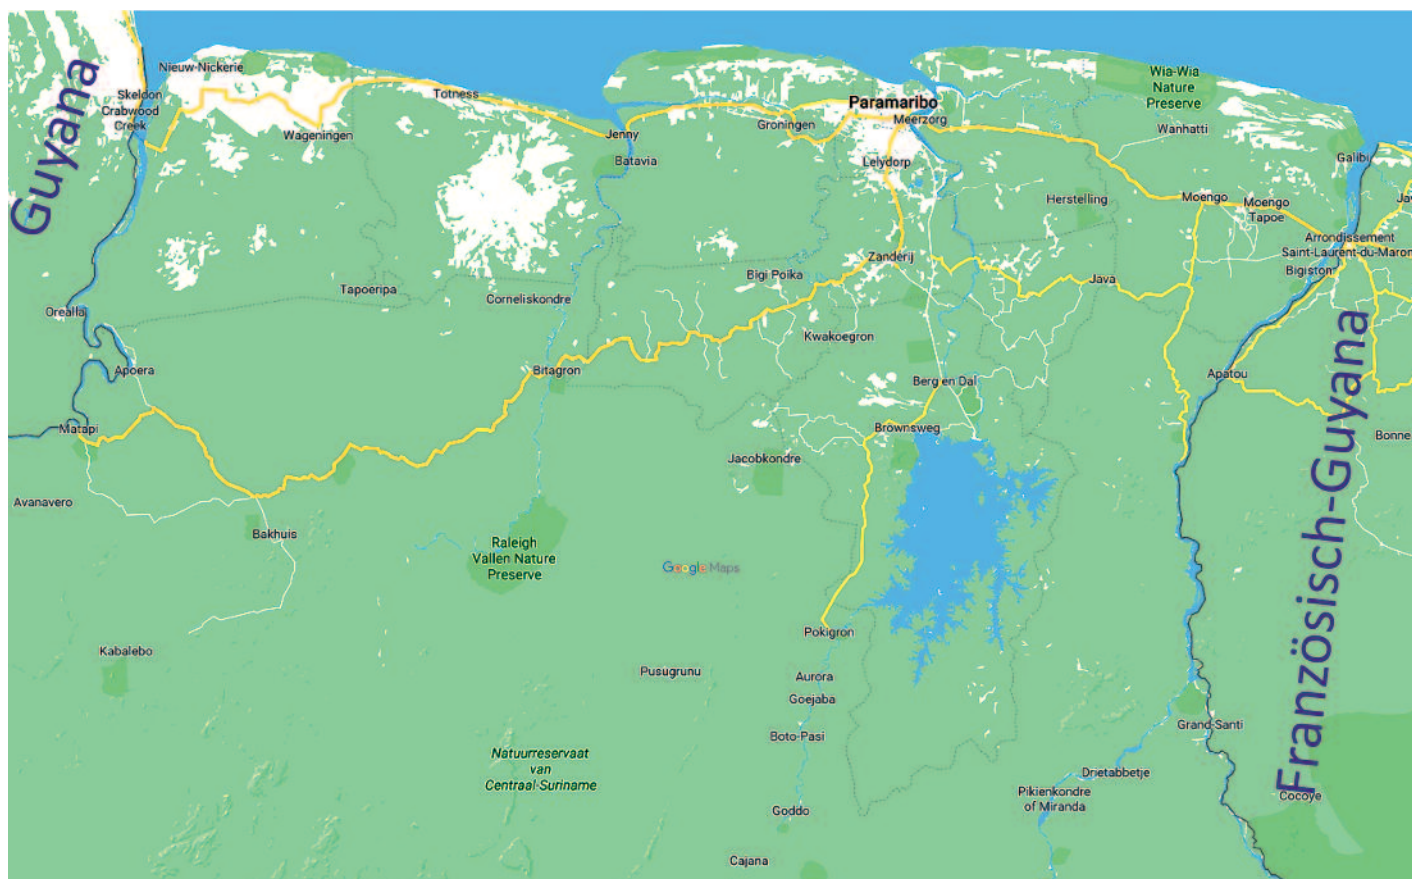 Guyana
Nieuw-Nickerie
Skeldon
Crabwood
Creek
Wageningen
Totness
Jenny
Batavia
Groningen
Paramaribo
Meerzorg
Lelydorp
Wia-Wia
Nature
Preserve
Wanhatti
Galibi
Herstelling
Moengo
Moengo
Tapoe
Jav
Arrondissement
Saint-Laurent-du-Maron
Bigiston
Zanderij
Bigi Poika
Java
Tapoeripa
Corneliskondre
Orealla
Kwakoegron
Apoera
Bitagron
Berg en Dal
Apatou
Matapi
Brownsweg
Bonne
Jacobkondre
Französisch-Guyana
Avanavero
Bakhuis
Raleigh
Vallen Nature
Preserve
Google Maps
Pokigron
Kabalebo
Pusugrunu
Aurora
Goejaba
Grand-Santi
Boto-Pasi
Natuurreservaat
van
Centraal-Suriname
Drietabbetje
Pikienkondre
of Miranda
Cocoye
Goddo
Cajana